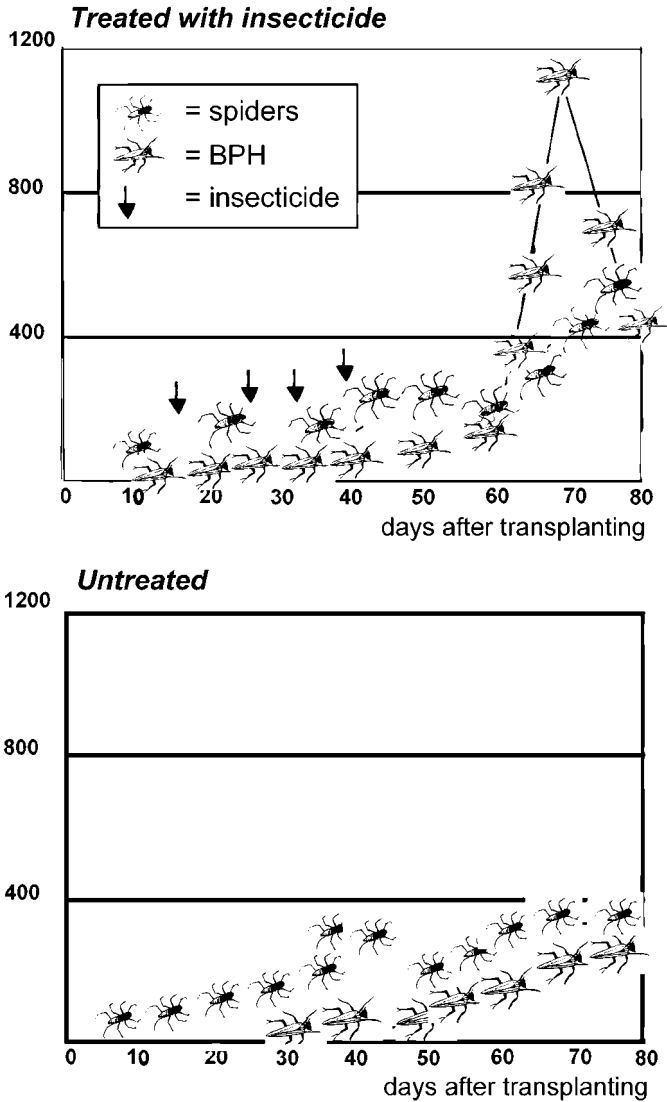 Treated with insecticide
1200
= spiders
= BPH
= insecticide
800
400
0 10 20 30 40 50 60 70 80
days after transplanting
Untreated
1200
800
400
0 10 20 30 40 50 60 70 80
days after transplanting